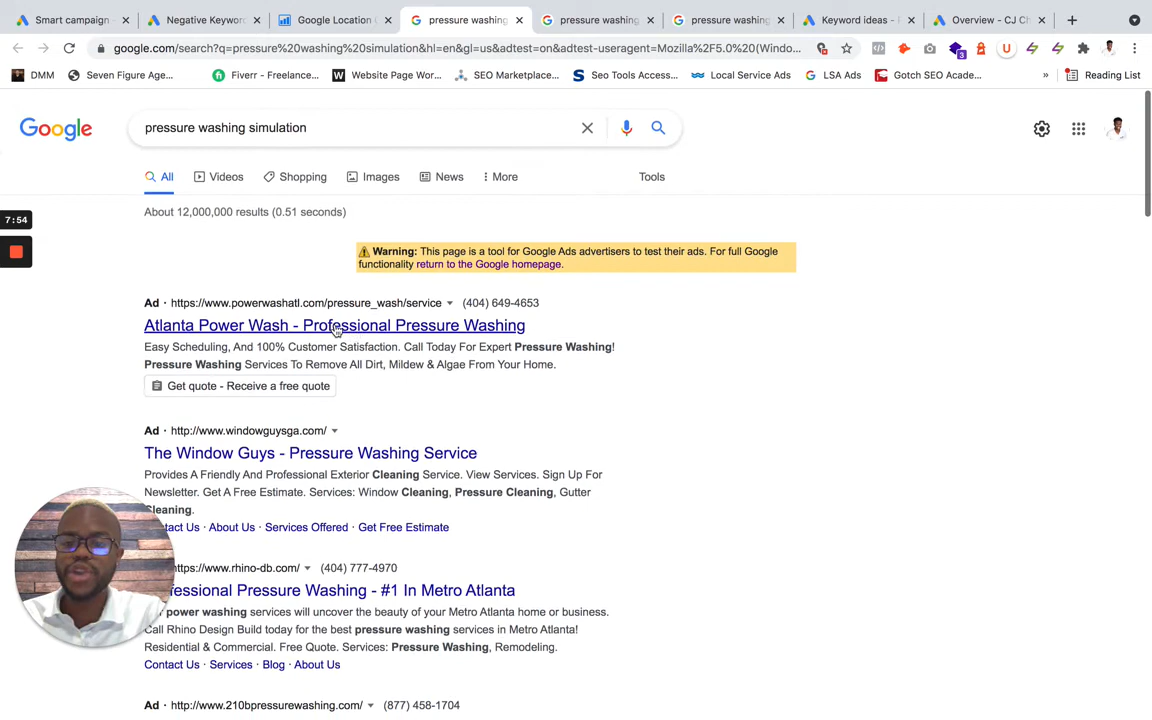 Smart campaign -
Negative Keywor
Google Location
pressure washing
pressure washing
pressure washing
Keyword ideas - P
Overview - CJ Ch
google.com/search?q=pressure%20washing%20simulation&hl=en&gl=us&adtest=on&adtest-useragent=Mozilla%2F5.0%20(Windo...
DMM
Seven Figure Age...
Fiverr - Freelance...
Website Page Wor...
SEO Marketplace...
Seo Tools Access...
Local Service Ads
LSA Ads
Gotch SEO Acade...
»
Reading List
Google
pressure washing simulation
All
Videos
Shopping
Images
News
More
Tools
About 12,000,000 results (0.51 seconds)
7:54
Warning: This page is a tool for Google Ads advertisers to test their ads. For full Google
functionality return to the Google homepage.
Ad · https://www.powerwashatl.com/pressure_wash/service (404) 649-4653
Atlanta Power Wash - Professional Pressure Washing
Easy Scheduling, And 100% Customer Satisfaction. Call Today For Expert Pressure Washing!
Pressure Washing Services To Remove All Dirt, Mildew & Algae From Your Home.
Get quote - Receive a free quote
Ad · http://www.windowguysga.com/
The Window Guys - Pressure Washing Service
Provides A Friendly And Professional Exterior Cleaning Service. View Services. Sign Up For
Newsletter. Get A Free Estimate. Services: Window Cleaning, Pressure Cleaning, Gutter
Cleaning.
tact Us · About Us · Services Offered · Get Free Estimate
ttps://www.rhino-db.com/ (404) 777-4970
fessional Pressure Washing - #1 In Metro Atlanta
power washing services will uncover the beauty of your Metro Atlanta home or business.
Call Rhino Design Build today for the best pressure washing services in Metro Atlanta!
Residential & Commercial. Free Quote. Services: Pressure Washing, Remodeling.
Contact Us · Services · Blog · About Us
Ad · http://www.210bpressurewashing.com/ (877) 458-1704